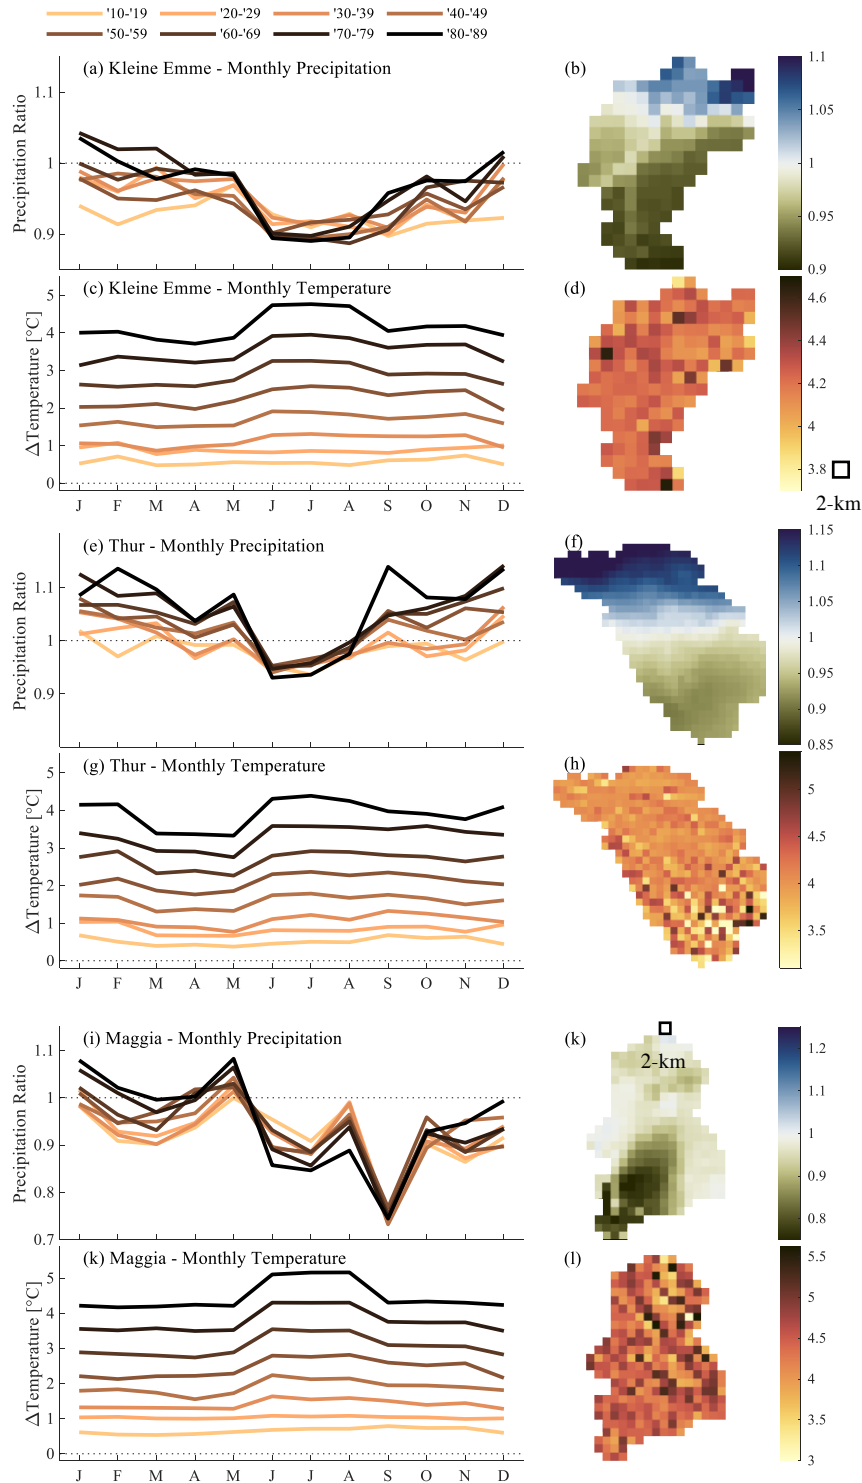 '10-'19 '20-'29 '30-'39 '40-'49
'50-'59 '60-'69 '70-'79 '80-'89
(a) Kleine Emme - Monthly Precipitation
Precipitation Ratio
1.1
1
0.9
(b)
1.1
1.05
1
0.95
0.9
(c) Kleine Emme - Monthly Temperature
ΔTemperature [°C]
5
4
3
2
1
0
J F M A M J J A S O N D
(d)
4.6
4.4
4.2
4
3.8
2-km
(e) Thur - Monthly Precipitation
Precipitation Ratio
1.1
1
0.9
(f)
1.15
1.1
1.05
1
0.95
0.9
0.85
(g) Thur - Monthly Temperature
ΔTemperature [°C]
5
4
3
2
1
0
J F M A M J J A S O N D
(h)
5
4.5
4
3.5
(i) Maggia - Monthly Precipitation
Precipitation Ratio
1.1
1
0.9
0.8
0.7
(k)
2-km
1.2
1.1
1
0.9
0.8
(k) Maggia - Monthly Temperature
ΔTemperature [°C]
5
4
3
2
1
0
J F M A M J J A S O N D
(l)
5.5
5
4.5
4
3.5
3